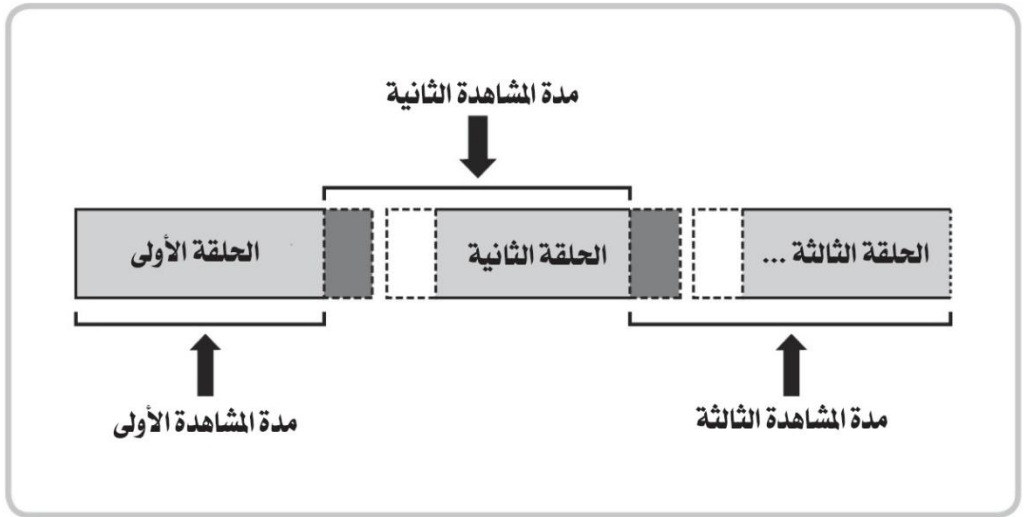 مدة المشاهدة الثانية
الحلقة الأولى
الحلقة الثانية
الحلقة الثالثة ...
مدة المشاهدة الأولى
مدة المشاهدة الثالثة